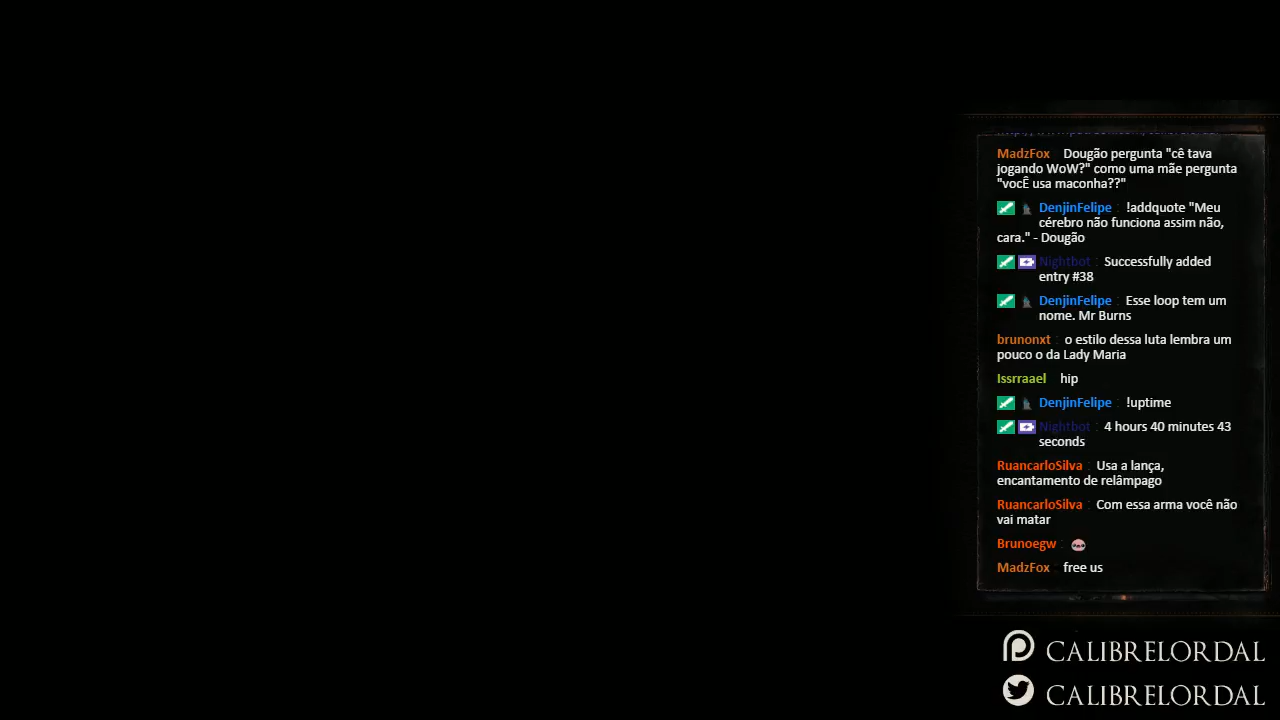 MadzFox : Dougão pergunta "cê tava
jogando WoW?" como uma mãe pergunta
"vocÊ usa maconha??"
DenjinFelipe : !addquote "Meu
cérebro não funciona assim não,
cara." - Dougão
Nightbot : Successfully added
entry #38
DenjinFelipe : Esse loop tem um
nome. Mr Burns
brunonxt : o estilo dessa luta lembra um
pouco o da Lady Maria
Issrraael hip
DenjinFelipe : !uptime
Nightbot : 4 hours 40 minutes 43
seconds
RuancarloSilva : Usa a lança,
encantamento de relâmpago
RuancarloSilva : Com essa arma você não
vai matar
Brunoegw :
MadzFox : free us
CALIBRELORDAL
CALIBRELORDAL